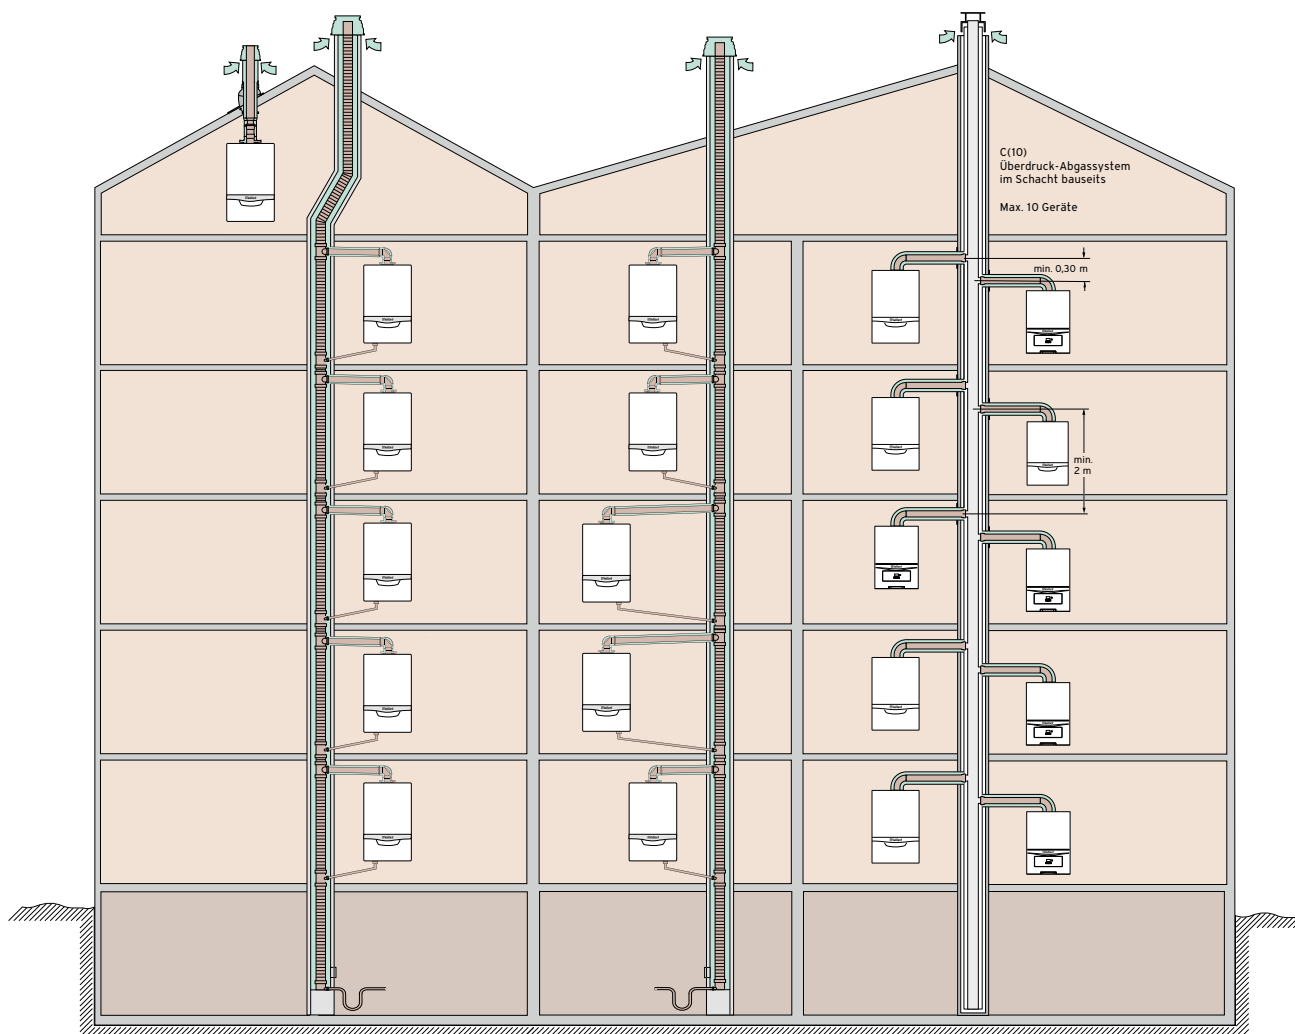 C(10)
Überdruck-Abgassystem
im Schacht bauseits
Max. 10 Geräte
min. 0,30 m
min.
2 m